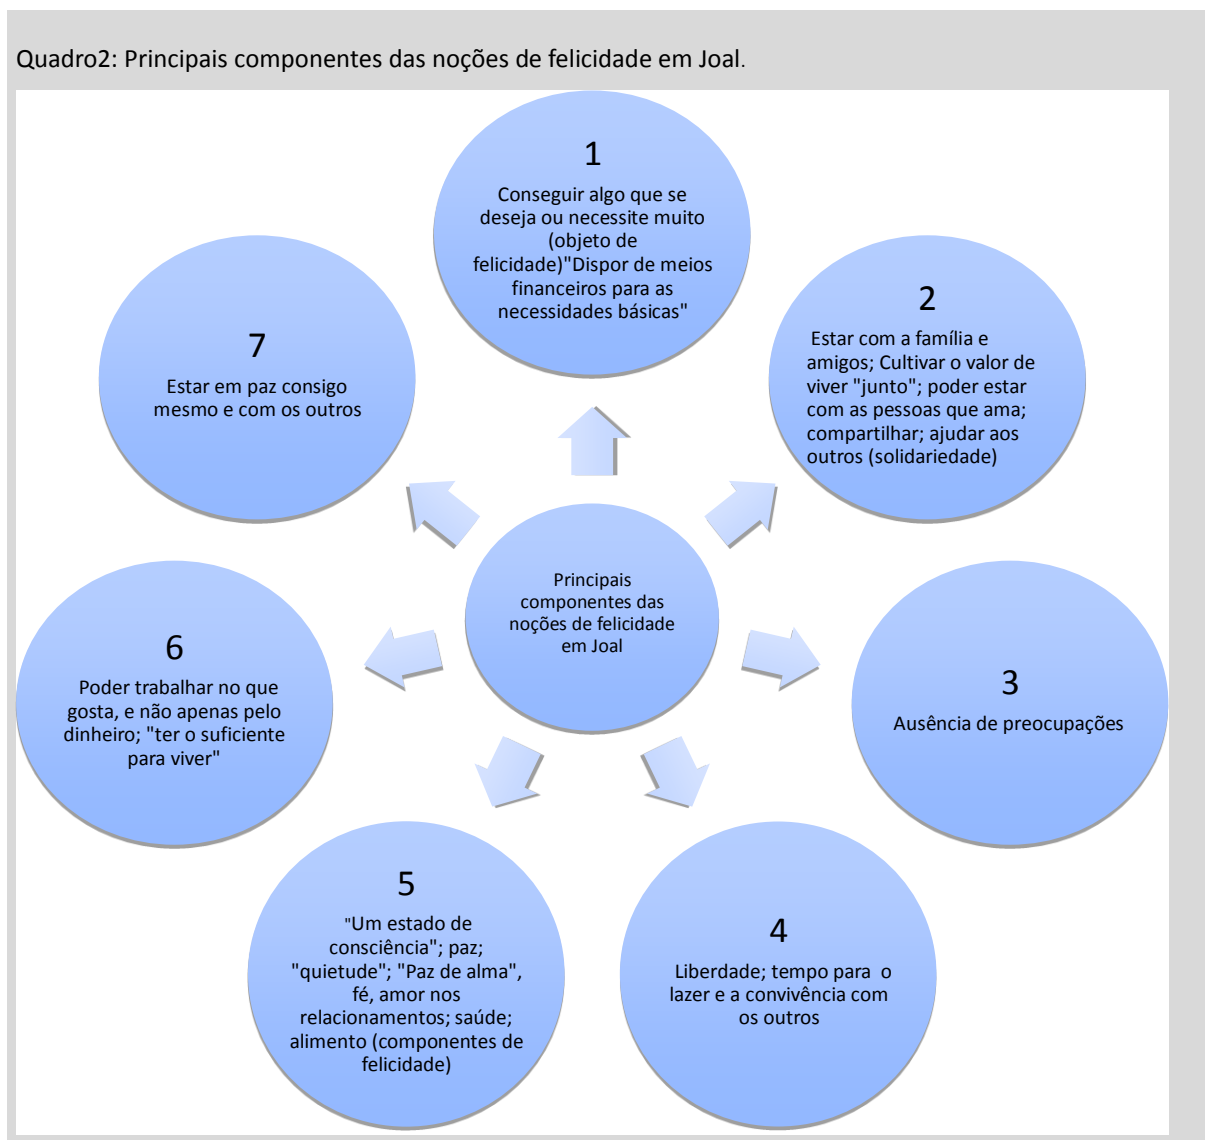 Quadro2: Principais componentes das noções de felicidade em Joal.
1
Conseguir algo que se
deseja ou necessite muito
(objeto de
felicidade)"Dispor de meios
financeiros para as
necessidades básicas"
2
Estar com a família e
amigos; Cultivar o valor de
viver "junto"; poder estar
com as pessoas que ama;
compartilhar; ajudar aos
outros (solidariedade)
3
Ausência de preocupações
4
Liberdade; tempo para  o
lazer e a convivência com
os outros
5
"Um estado de
consciência"; paz;
"quietude"; "Paz de alma",
fé, amor nos
relacionamentos; saúde;
alimento (componentes de
felicidade)
6
Poder trabalhar no que
gosta, e não apenas pelo
dinheiro; "ter o suficiente
para viver"
7
Estar em paz consigo
mesmo e com os outros
Principais
componentes das
noções de felicidade
em Joal